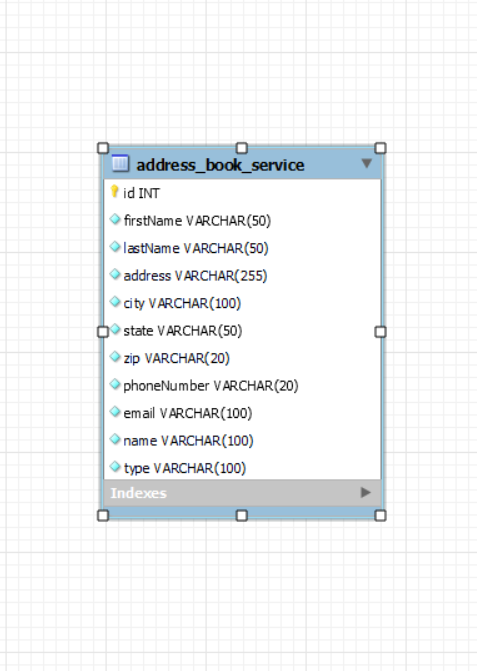 address_book_service
id INT
firstName VARCHAR(50)
lastName VARCHAR(50)
address VARCHAR(255)
city VARCHAR(100)
state VARCHAR(50)
zip VARCHAR(20)
phoneNumber VARCHAR(20)
email VARCHAR(100)
name VARCHAR(100)
type VARCHAR(100)
Indexes